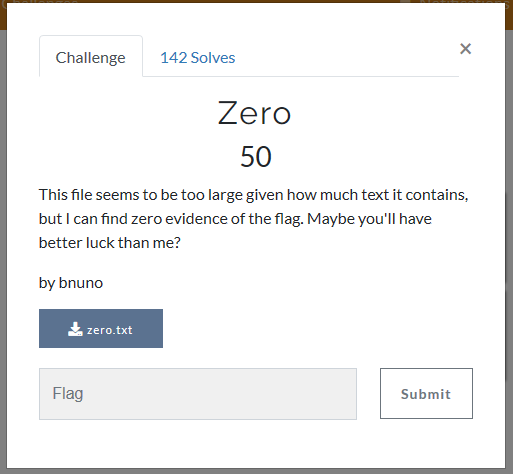 Challenge
142 Solves
×
Zero
50
This file seems to be too large given how much text it contains,
but I can find zero evidence of the flag. Maybe you'll have
better luck than me?
by bnuno
zero.txt
Flag
Submit